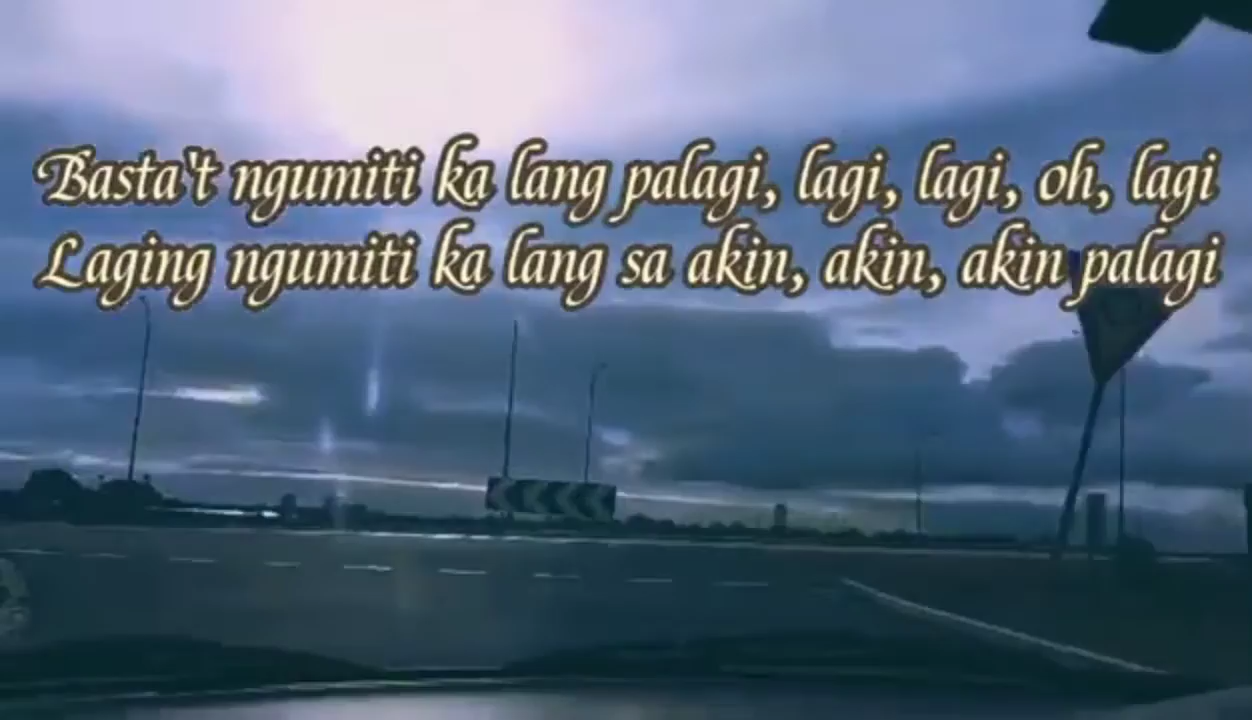 Basta't ngumiti ka lang palagi, lagi, lagi, oh, lagi
Laging ngumiti ka lang sa akin, akin, akin palagi